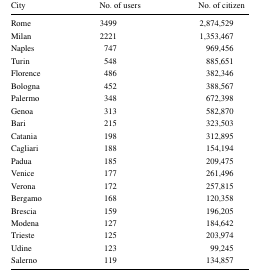 City No. of users No. of citizen
Rome 3499 2,874,529
Milan 2221 1,353,467
Naples 747 969,456
Turin 548 885,651
Florence 486 382,346
Bologna 452 388,567
Palermo 348 672,398
Genoa 313 582,870
Bari 215 323,503
Catania 198 312,895
Cagliari 188 154,194
Padua 185 209,475
Venice 177 261,496
Verona 172 257,815
Bergamo 168 120,358
Brescia 159 196,205
Modena 127 184,642
Trieste 125 203,974
Udine 123 99,245
Salerno 119 134,857